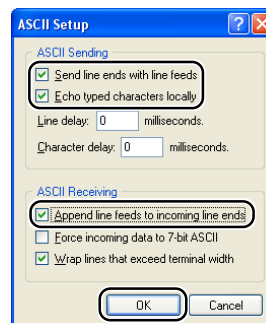 ASCII Setup
ASCII Sending
Send line ends with line feeds
Echo typed characters locally
Line delay: 0 milliseconds.
Character delay: 0 milliseconds.
ASCII Receiving
Append line feeds to incoming line ends
Force incoming data to 7-bit ASCII
Wrap lines that exceed terminal width
OK Cancel